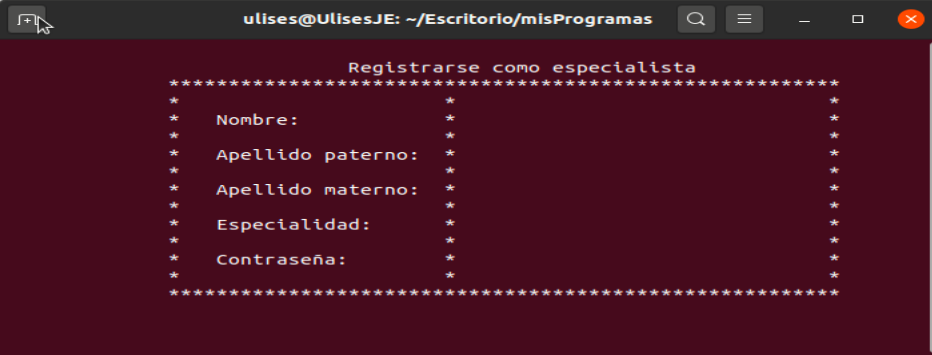 ulises@UlisesJE: ~/Escritorio/misProgramas
Registrarse como especialista
********************************************************
* * *
* Nombre: * *
* * *
* Apellido paterno: * *
* * *
* Apellido materno: * *
* * *
* Especialidad: * *
* * *
* Contraseña: * *
* * *
********************************************************